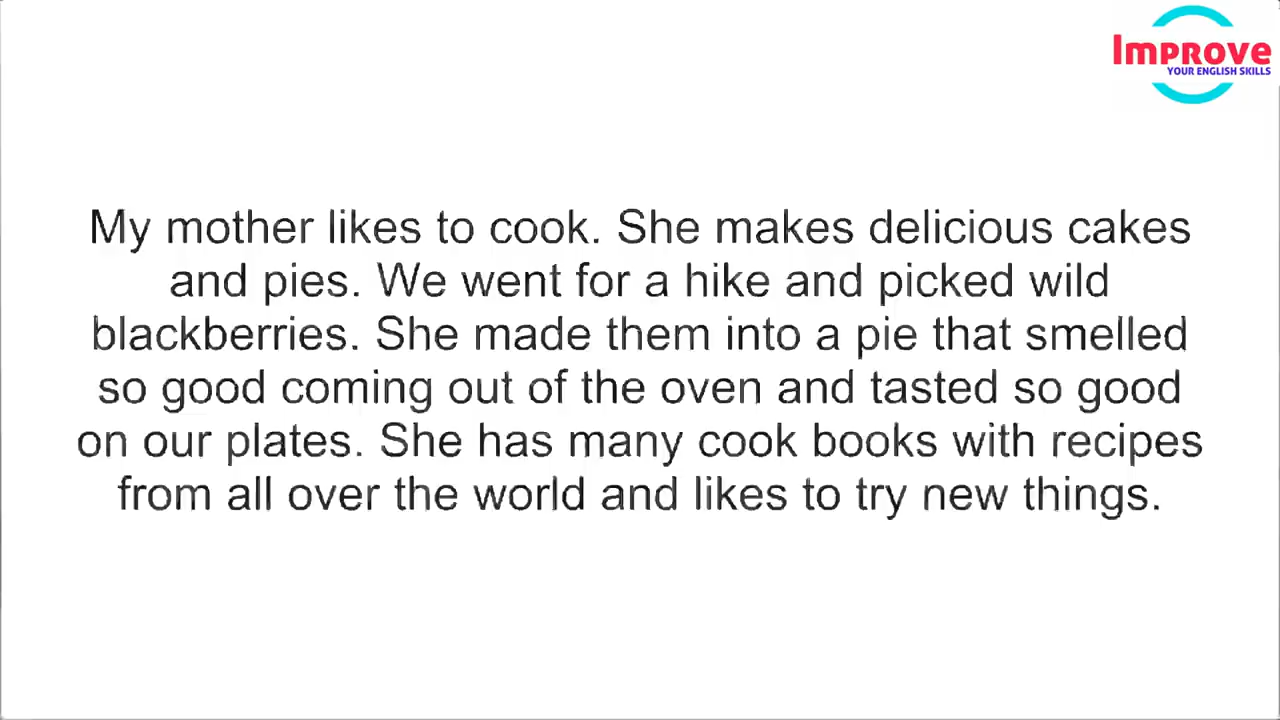 Improve
YOUR ENGLISH SKILLS
My mother likes to cook. She makes delicious cakes
and pies. We went for a hike and picked wild
blackberries. She made them into a pie that smelled
so good coming out of the oven and tasted so good
on our plates. She has many cook books with recipes
from all over the world and likes to try new things.